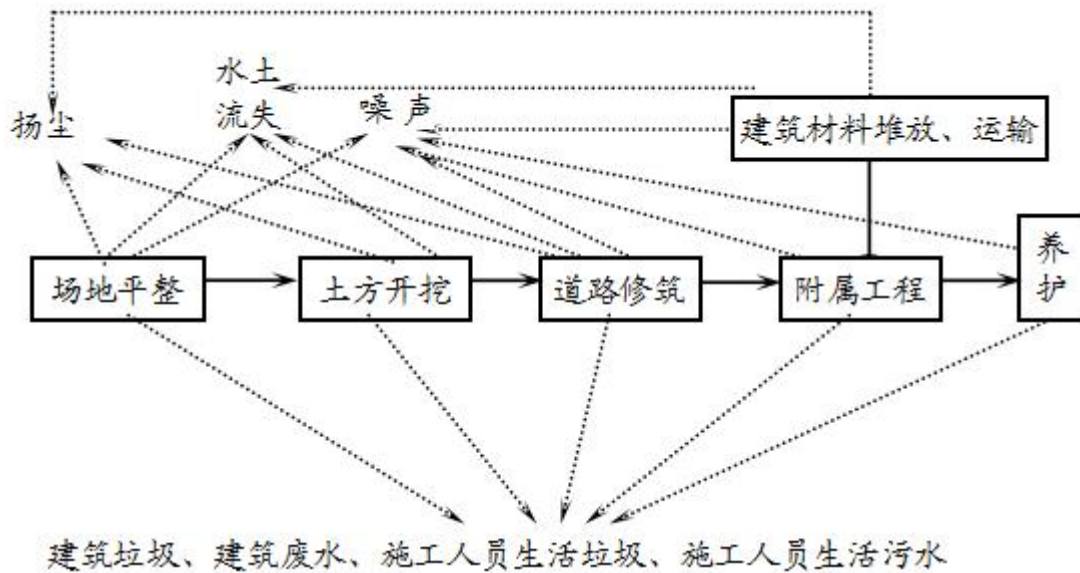 水土
流失
噪声
扬尘
建筑材料堆放、运输
场地平整
土方开挖
道路修筑
附属工程
养
护
建筑垃圾、建筑废水、施工人员生活垃圾、施工人员生活污水